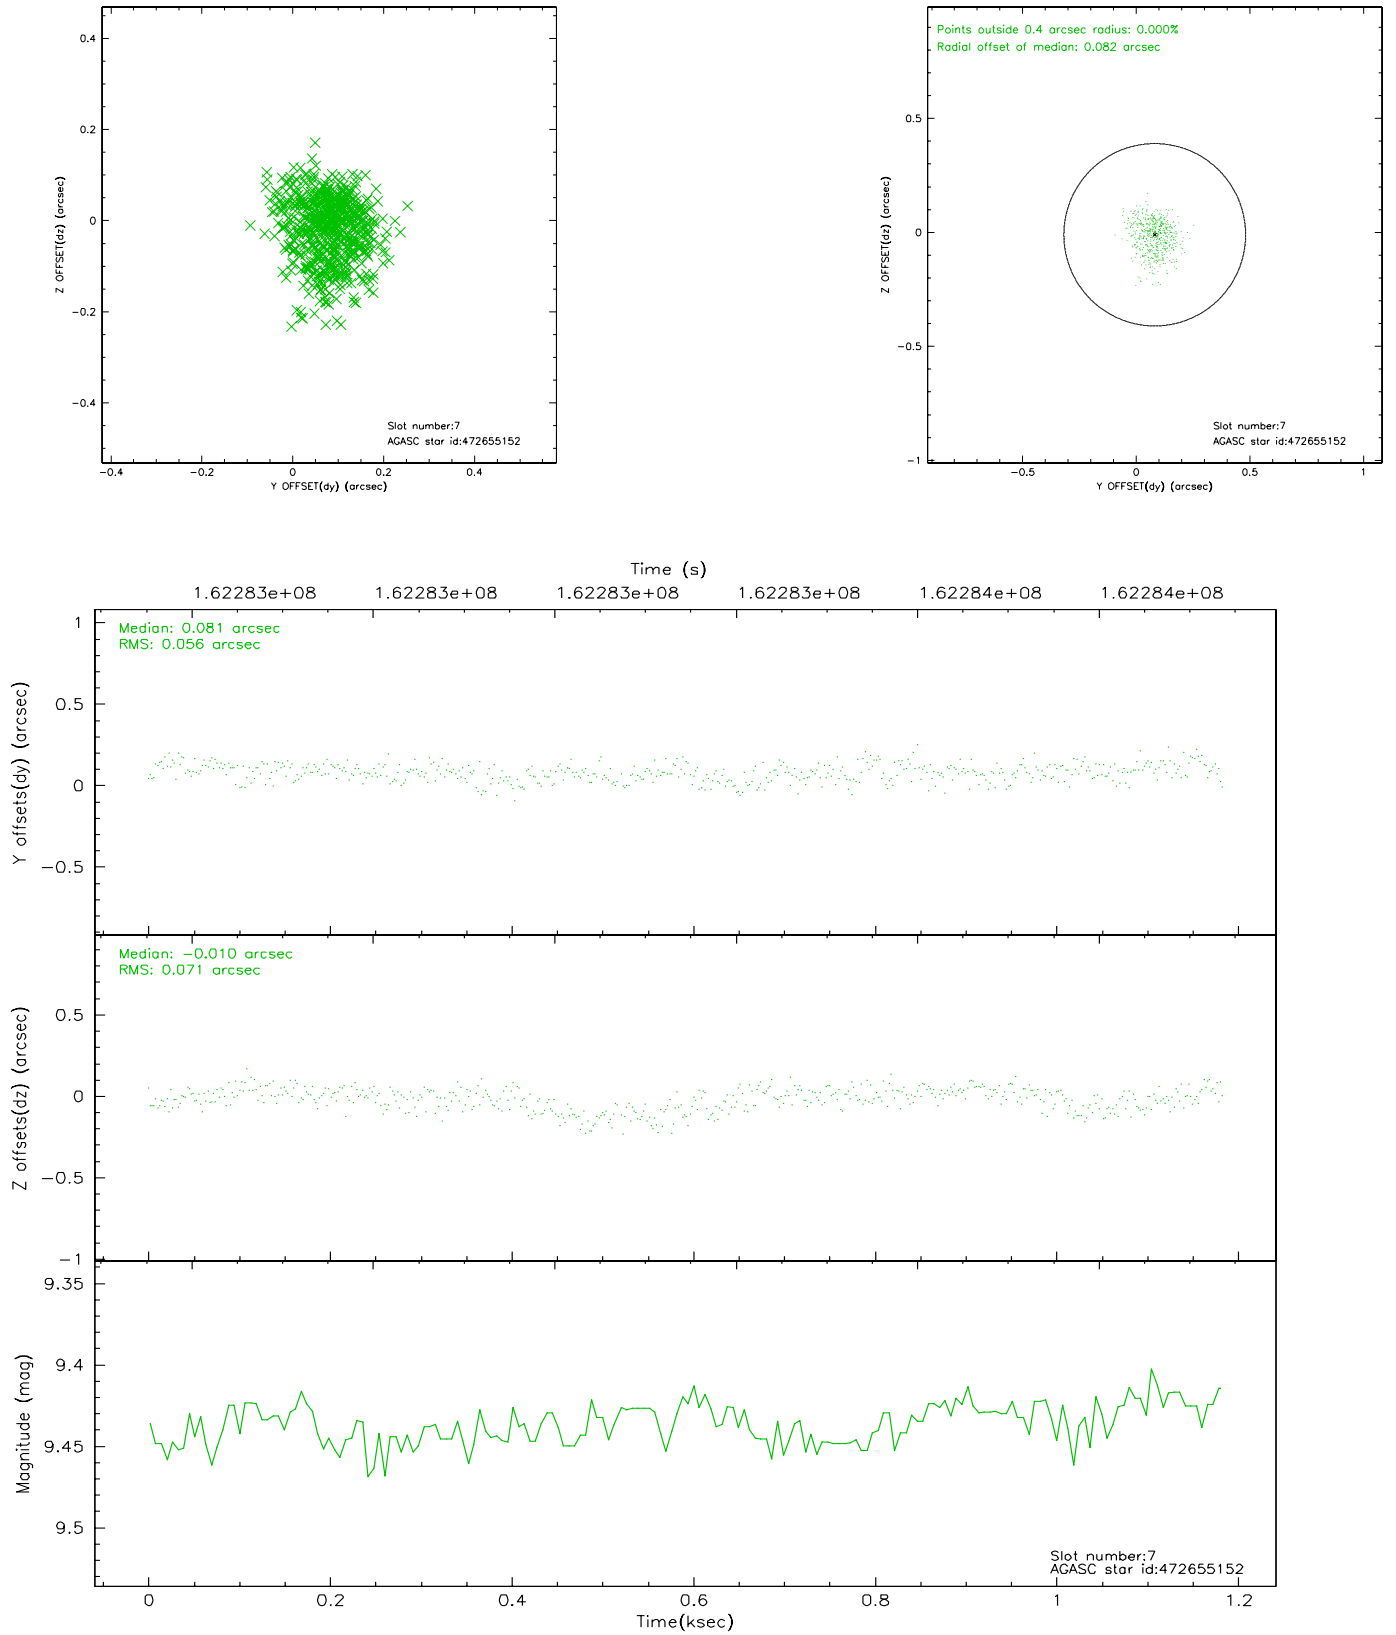 0.4
0.2
0
−0.2
−0.4
Z OFFSET(dz) (arcsec)
Slot number:7
AGASC star id:472655152
−0.4 −0.2 0 0.2 0.4
Y OFFSET(dy) (arcsec)
Points outside 0.4 arcsec radius: 0.000%
Radial offset of median: 0.082 arcsec
0.5
0
−0.5
−1
Z OFFSET(dz) (arcsec)
Slot number:7
AGASC star id:472655152
−0.5 0 0.5 1
Y OFFSET(dy) (arcsec)
Time (s)
1.62283e+08 1.62283e+08 1.62283e+08 1.62283e+08 1.62284e+08 1.62284e+08
Median: 0.081 arcsec
RMS: 0.056 arcsec
1
0.5
0
−0.5
Y offsets(dy) (arcsec)
Median: −0.010 arcsec
RMS: 0.071 arcsec
0.5
0
−0.5
−1
Z offsets(dz) (arcsec)
9.35
9.4
9.45
9.5
Magnitude (mag)
Slot number:7
AGASC star id:472655152
0 0.2 0.4 0.6 0.8 1 1.2
Time(ksec)